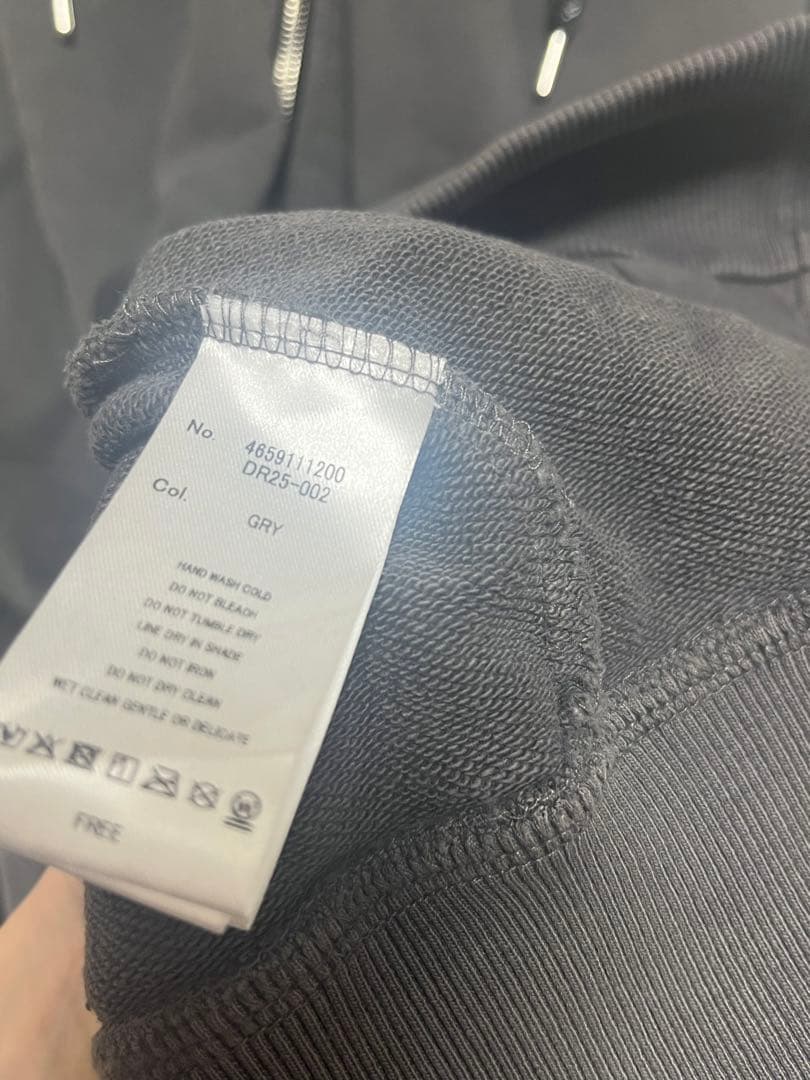 No. 4659111200
DR25-002
Col. GRY
HAND WASH COLD
DO NOT BLEACH
DO NOT TUMBLE DRY
LINE DRY IN SHADE
DO NOT IRON
DO NOT DRY CLEAN
WET CLEAN GENTLE OR DELICATE
W
FREE